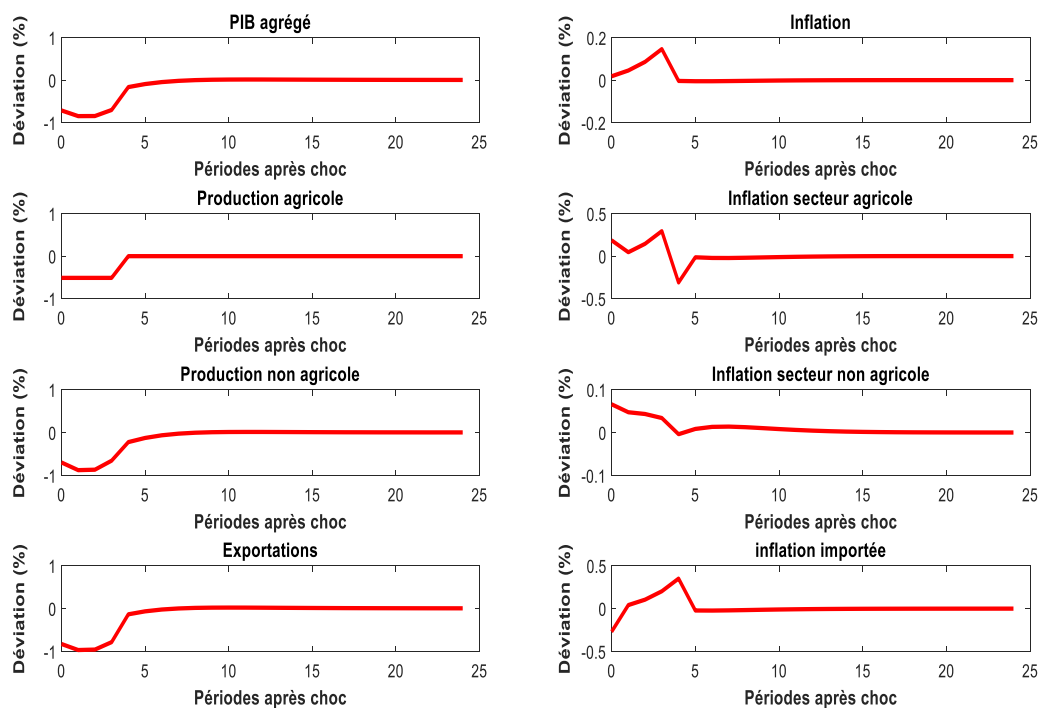 PIB agrégé
Déviation (%)
1
0
-1
0 5 10 15 20 25
Périodes après choc
Inflation
Déviation (%)
0.2
0
-0.2
0 5 10 15 20 25
Périodes après choc
Production agricole
Déviation (%)
1
0
-1
0 5 10 15 20 25
Périodes après choc
Inflation secteur agricole
Déviation (%)
0.5
0
-0.5
0 5 10 15 20 25
Périodes après choc
Production non agricole
Déviation (%)
1
0
-1
0 5 10 15 20 25
Périodes après choc
Inflation secteur non agricole
Déviation (%)
0.1
0
-0.1
0 5 10 15 20 25
Périodes après choc
Exportations
Déviation (%)
1
0
-1
0 5 10 15 20 25
Périodes après choc
inflation importée
Déviation (%)
0.5
0
-0.5
0 5 10 15 20 25
Périodes après choc